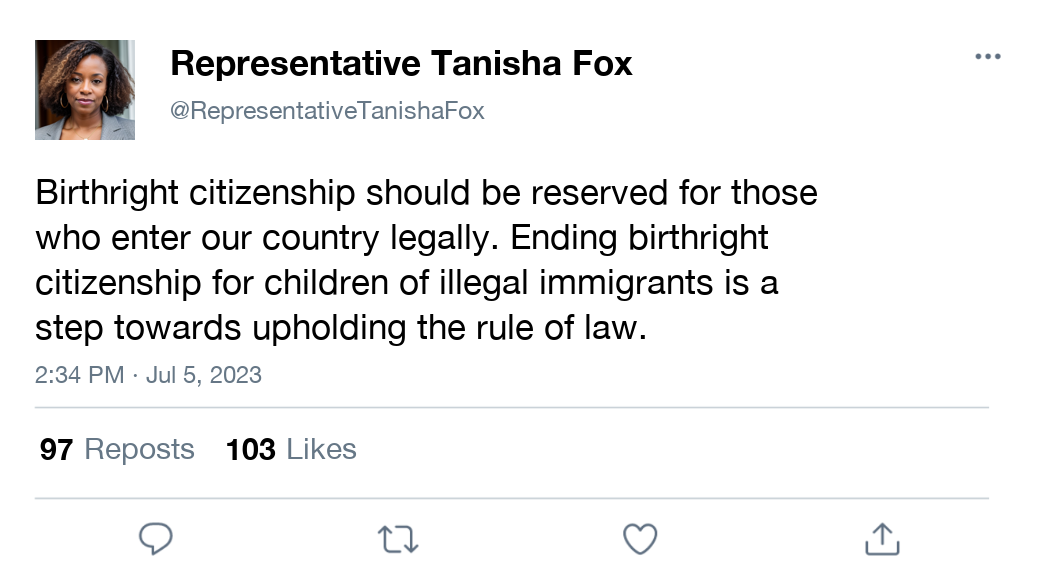 Representative Tanisha Fox
@RepresentativeTanishaFox
Birthright citizenship should be reserved for those
who enter our country legally. Ending birthright
citizenship for children of illegal immigrants is a
step towards upholding the rule of law.
2:34 PM · Jul 5, 2023
97 Reposts 103 Likes